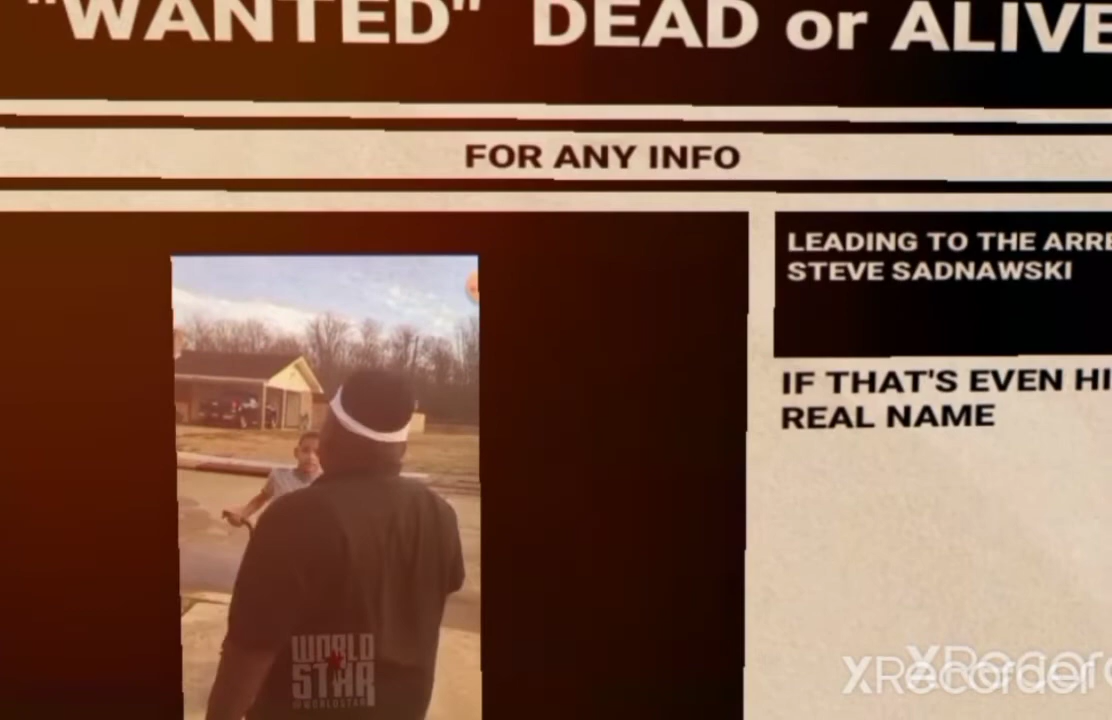 "WANTED" DEAD or ALIVE
FOR ANY INFO
LEADING TO THE ARRE
STEVE SADNAWSKI
IF THAT'S EVEN HI
REAL NAME
WORLD
STAR
XRecorder